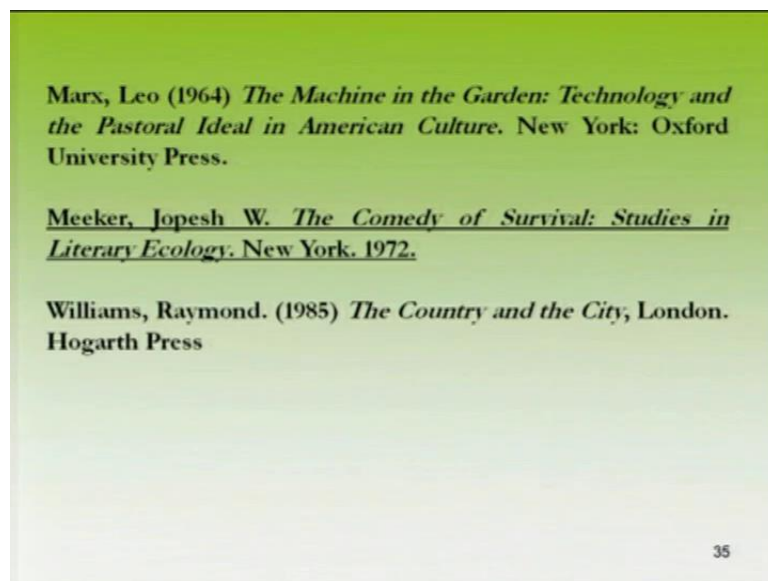 Marx, Leo (1964) The Machine in the Garden: Technology and
the Pastoral Ideal in American Culture. New York: Oxford
University Press.
Meeker, Jopesh W. The Comedy of Survival: Studies in
Literary Ecology. New York. 1972.
Williams, Raymond. (1985) The Country and the City, London.
Hogarth Press
35